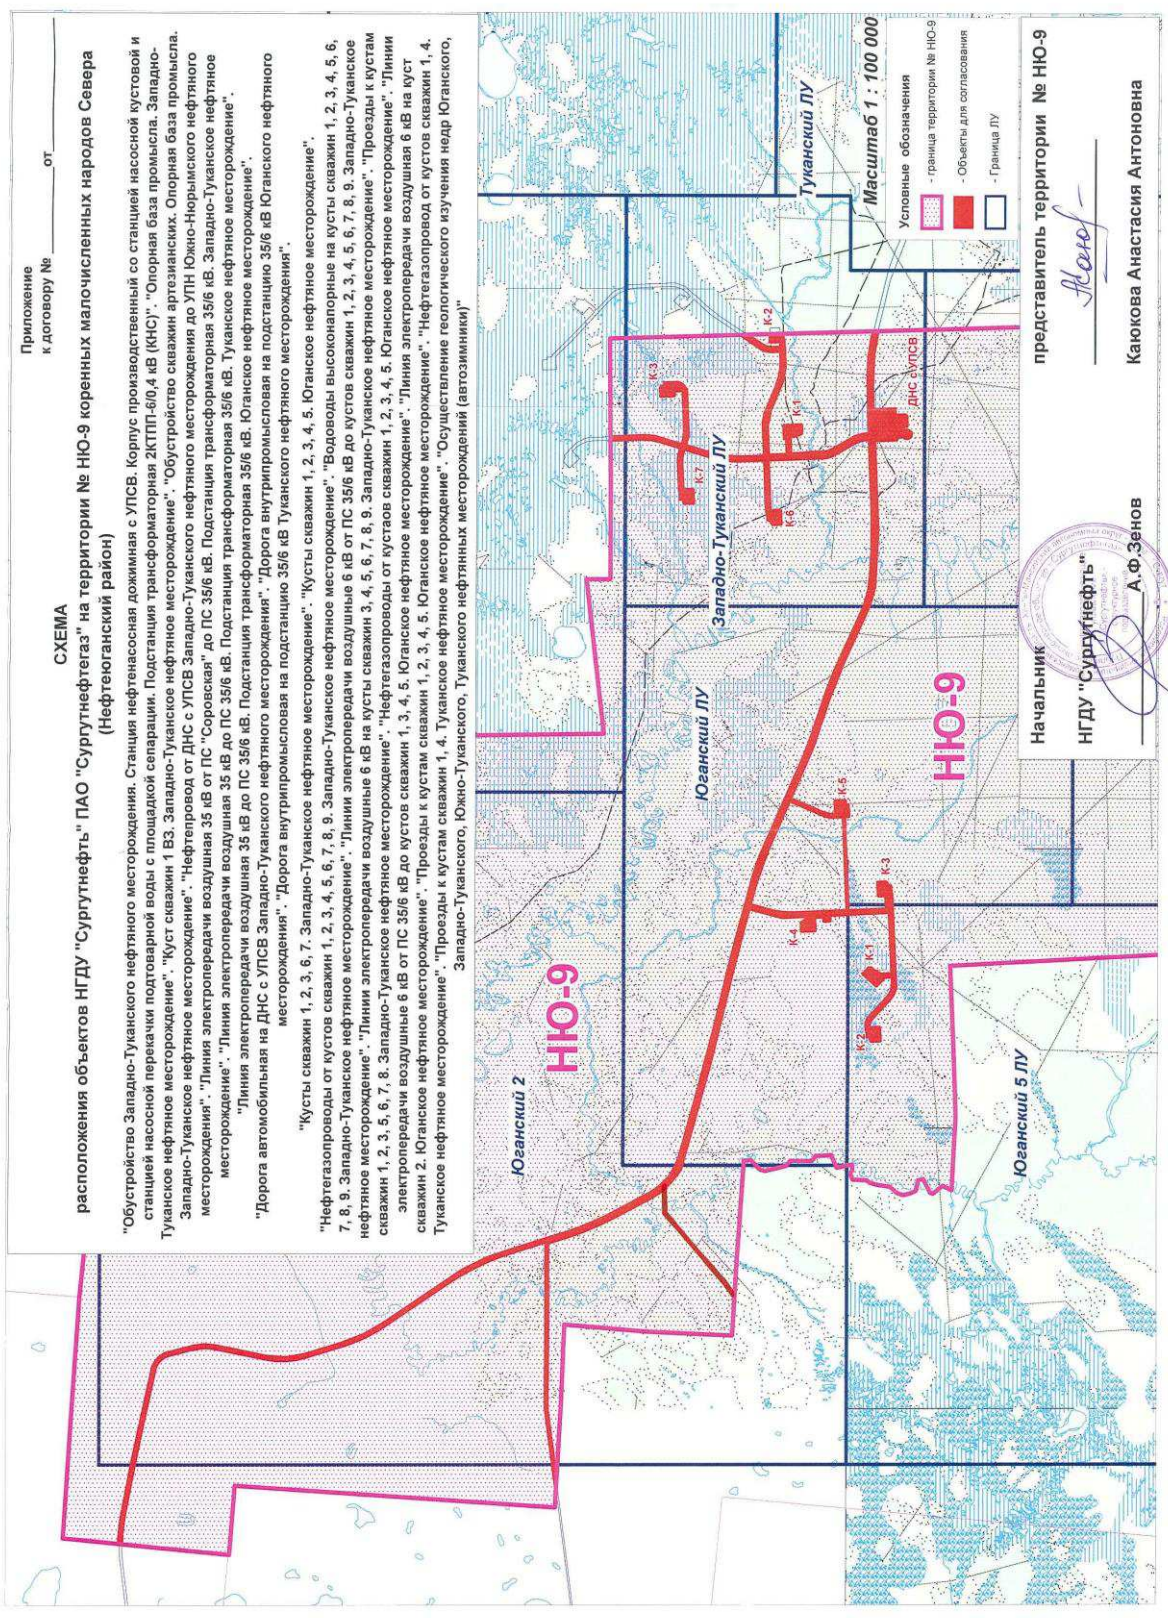 Приложение
к договору № ________ от ________
СХЕМА
расположения объектов НГДУ "Сургутнефть" ПАО "Сургутнефтегаз" на территории № НЮ-9 коренных малочисленных народов Севера
(Нефтеюганский район)
"Обустройство Западно-Туканского нефтяного месторождения. Станция нефтенасосная дожимная с УПСВ. Корпус производственный со станцией насосной кустовой и
станцией насосной перекачки подтоварной воды с площадкой сепарации. Подстанция трансформаторная 2КТПП-6/0,4 кВ (КНС)". "Опорная база промысла. Западно-
Туканское нефтяное месторождение". "Куст скважин 1 ВЗ. Западно-Туканское нефтяное месторождение". "Обустройство скважин артезианских. Опорная база промысла.
Западно-Туканское нефтяное месторождение". "Нефтепровод от ДНС с УПСВ Западно-Туканского нефтяного месторождения до УПН Южно-Нюрымского нефтяного
месторождения". "Линия электропередачи воздушная 35 кВ от ПС "Соровская" до ПС 35/6 кВ. Подстанция трансформаторная 35/6 кВ. Западно-Туканское нефтяное
месторождение". "Линия электропередачи воздушная 35 кВ до ПС 35/6 кВ. Подстанция трансформаторная 35/6 кВ. Туканское нефтяное месторождение".
"Линия электропередачи воздушная 35 кВ до ПС 35/6 кВ. Подстанция трансформаторная 35/6 кВ. Юганское нефтяное месторождение".
"Дорога автомобильная на ДНС с УПСВ Западно-Туканского нефтяного месторождения". "Дорога внутрипромысловая на подстанцию 35/6 кВ Юганского нефтяного
месторождения". "Дорога внутрипромысловая на подстанцию 35/6 кВ Туканского нефтяного месторождения".
"Кусты скважин 1, 2, 3, 6, 7. Западно-Туканское нефтяное месторождение". "Кусты скважин 1, 2, 3, 4, 5. Юганское нефтяное месторождение".
"Нефтегазопроводы от кустов скважин 1, 2, 3, 4, 5, 6, 7, 8, 9. Западно-Туканское нефтяное месторождение". "Водоводы высоконапорные на кусты скважин 1, 2, 3, 4, 5, 6,
7, 8, 9. Западно-Туканское нефтяное месторождение". "Линии электропередачи воздушные 6 кВ от ПС 35/6 кВ до кустов скважин 1, 2, 3, 4, 5, 6, 7, 8, 9. Западно-Туканское
нефтяное месторождение". "Линии электропередачи воздушные 6 кВ на кусты скважин 3, 4, 5, 6, 7, 8, 9. Западно-Туканское нефтяное месторождение". "Проезды к кустам
скважин 1, 2, 3, 5, 6, 7, 8. Западно-Туканское нефтяное месторождение". "Нефтегазопроводы от кустаов скважин 1, 2, 3, 4, 5. Юганское нефтяное месторождение". "Линии
электропередачи воздушные 6 кВ от ПС 35/6 кВ до кустов скважин 1, 3, 4, 5. Юганское нефтяное месторождение". "Линия электропередачи воздушная 6 кВ на куст
скважин 2. Юганское нефтяное месторождение". "Проезды к кустам скважин 1, 2, 3, 4, 5. Юганское нефтяное месторождение". "Нефтегазопровод от кустов скважин 1, 4.
Туканское нефтяное месторождение". "Проезды к кустам скважин 1, 4. Туканское нефтяное месторождение". "Осуществление геологического изучения недр Юганского,
Западно-Туканского, Южно-Туканского, Туканского нефтянных месторождений (автозимники)"
Юганский 2
НЮ-9
Юганский ЛУ
Западно-Туканский ЛУ
Туканский ЛУ
К-3
К-7
К-2
К-1
К-6
ДНС с УПСВ
К-5
К-4
К-3
К-1
К-2
НЮ-9
Юганский 5 ЛУ
Масштаб 1 : 100 000
Условные обозначения
- граница территории № НЮ-9
- Объекты для согласования
- Граница ЛУ
Начальник
НГДУ "Сургутнефть"
А.Ф.Зенов
представитель территории № НЮ-9
Каюкова Анастасия Антоновна